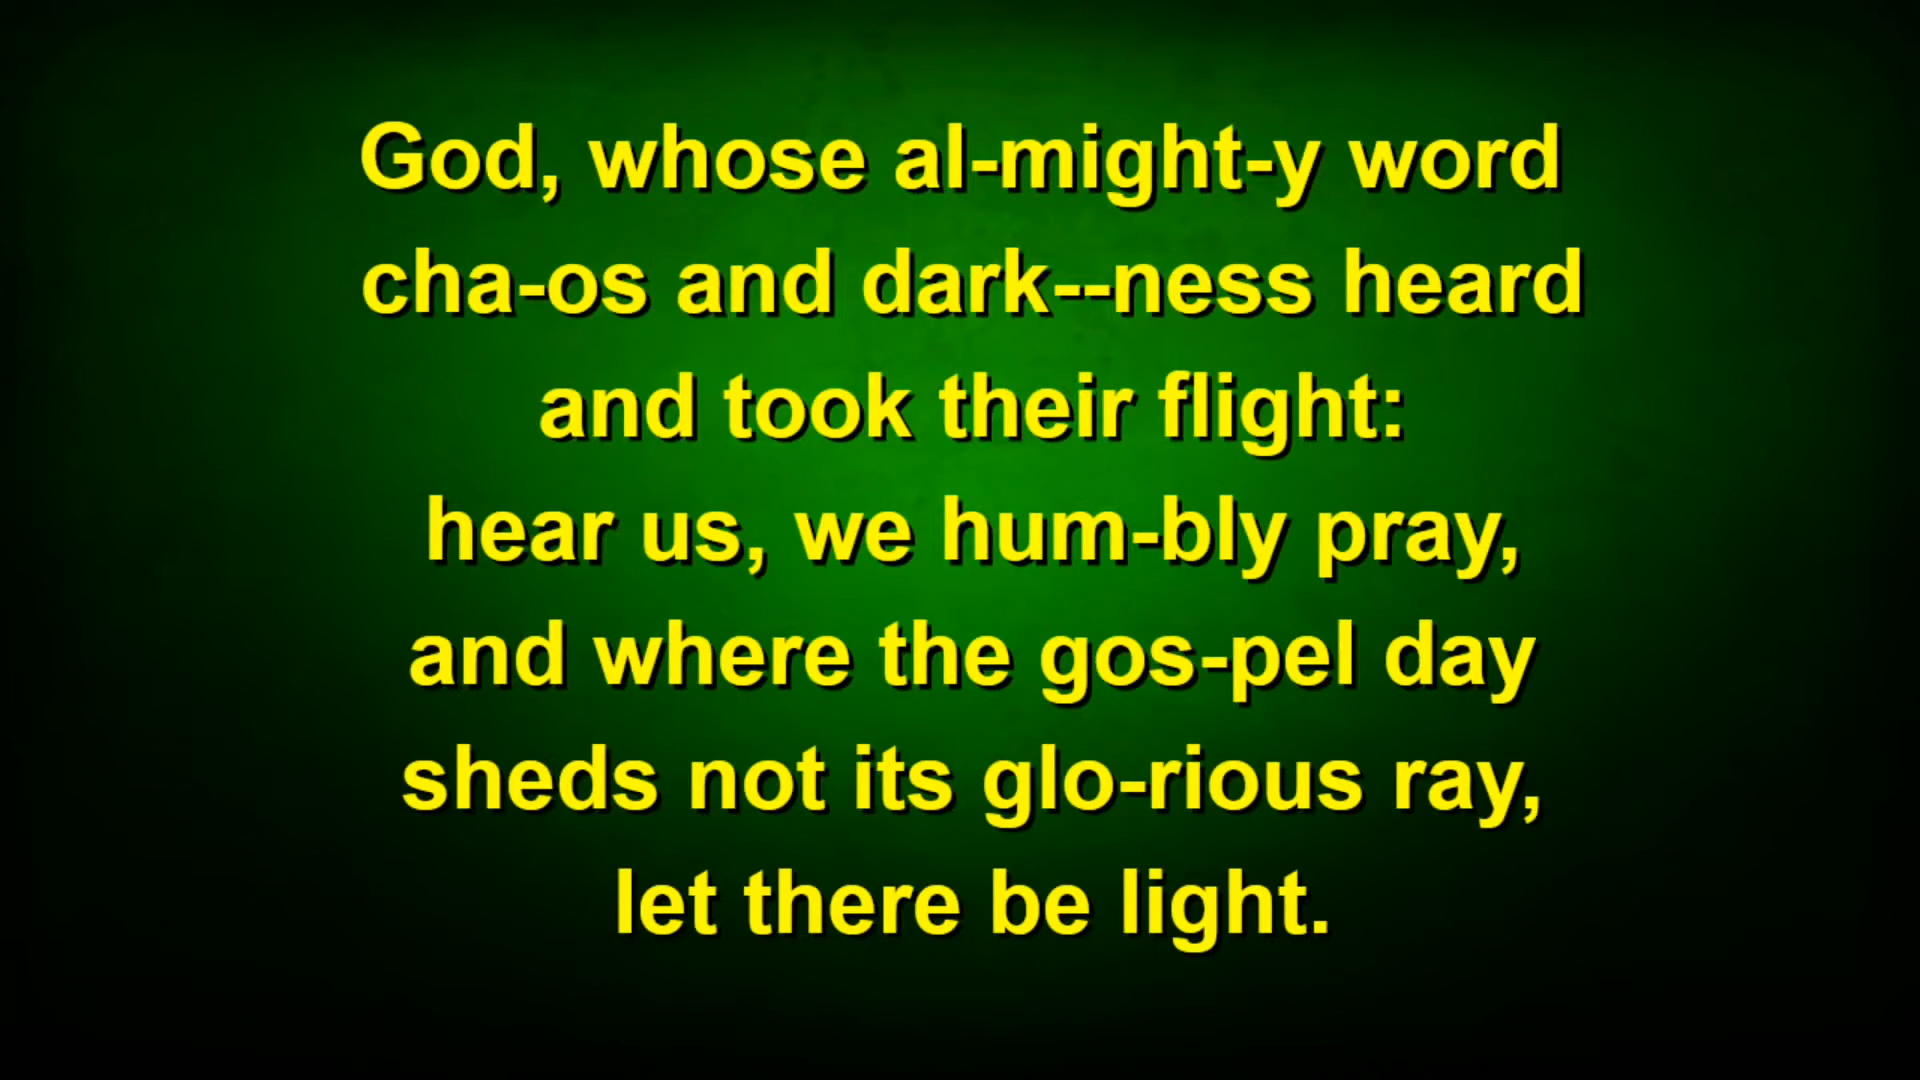 God, whose al-might-y word
cha-os and dark--ness heard
and took their flight:
hear us, we hum-bly pray,
and where the gos-pel day
sheds not its glo-rious ray,
let there be light.